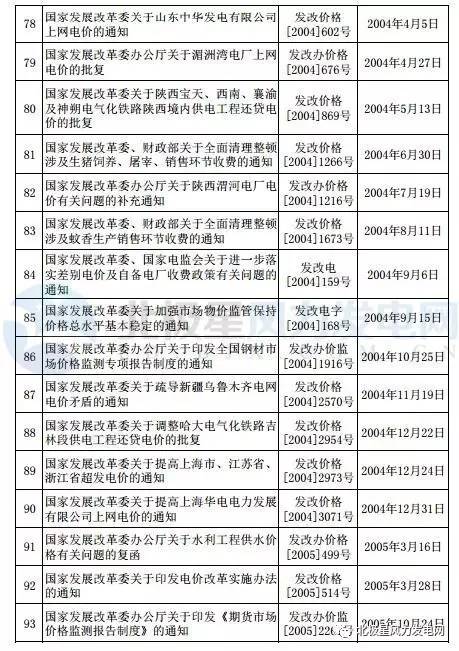 78 国家发展改革委关于山东中华发电有限公司 发改价格 2004年4月5日
上网电价的通知 [2004]602号
79 国家发展改革委办公厅关于湄洲湾电厂上网 发改办价格 2004年4月27日
电价的批复 [2004]676号
80 国家发展改革委关于陕西宝天、西南、襄渝 发改价格 2004年5月13日
及神朔电气化铁路陕西境内供电工程还贷电 [2004]869号
价的批复
81 国家发展改革委、财政部关于全面清理整顿 发改价格 2004年6月30日
涉及生猪饲养、屠宰、销售环节收费的通知 [2004]1266号
82 国家发展改革委办公厅关于陕西渭河电厂电 发改办价格 2004年7月19日
价有关问题的补充通知 [2004]1216号
83 国家发展改革委、财政部关于全面清理整顿 发改价格 2004年8月11日
涉及蚊香生产销售环节收费的通知 [2004]1673号
84 国家发展改革委、国家电监会关于进一步落 发改电 2004年9月6日
实差别电价及自备电厂收费政策有关问题的 [2004]159号
通知
85 国家发展改革委关于加强市场物价监管保持 发改电字 2004年9月15日
价格总水平基本稳定的通知 [2004]168号
86 国家发展改革委办公厅关于印发全国钢材市 发改办价监 2004年10月25日
场价格监测专项报告制度的通知 [2004]1916号
87 国家发展改革委关于疏导新疆乌鲁木齐电网 发改价格 2004年11月19日
电价矛盾的通知 [2004]2570号
88 国家发展改革委关于调整哈大电气化铁路吉 发改价格 2004年12月22日
林段供电工程还贷电价的批复 [2004]2954号
89 国家发展改革委关于提高上海市、江苏省、 发改价格 2004年12月24日
浙江省超发电价的通知 [2004]2973号
90 国家发展改革委关于提高上海华电电力发展 发改价格 2004年12月31日
有限公司上网电价的通知 [2004]3071号
91 国家发展改革委办公厅关于水利工程供水价 发改办价格 2005年3月16日
格有关问题的复函 [2005]499号
92 国家发展改革委关于印发电价改革实施办法 发改价格 2005年3月28日
的通知 [2005]514号
93 国家发展改革委办公厅关于印发《期货市场 发改办价监 2005年10月24日
价格监测报告制度》的通知 [2005]
北极星风力发电网
北极星风力发电网